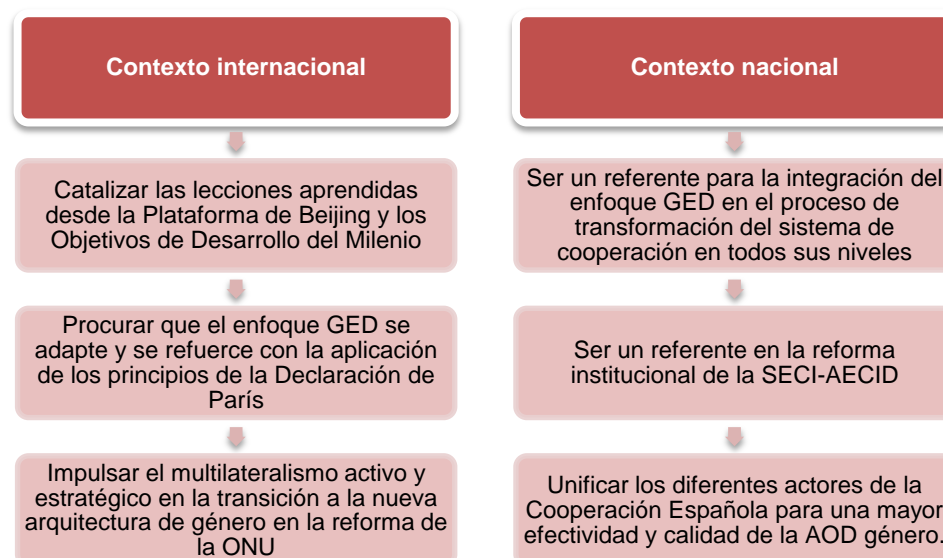 Contexto internacional
Catalizar las lecciones aprendidas
desde la Plataforma de Beijing y los
Objetivos de Desarrollo del Milenio
Procurar que el enfoque GED se
adapte y se refuerce con la aplicación
de los principios de la Declaración de
París
Impulsar el multilateralismo activo y
estratégico en la transición a la nueva
arquitectura de género en la reforma de
la ONU
Contexto nacional
Ser un referente para la integración del
enfoque GED en el proceso de
transformación del sistema de
cooperación en todos sus niveles
Ser un referente en la reforma
institucional de la SECI-AECID
Unificar los diferentes actores de la
Cooperación Española para una mayor
efectividad y calidad de la AOD género.